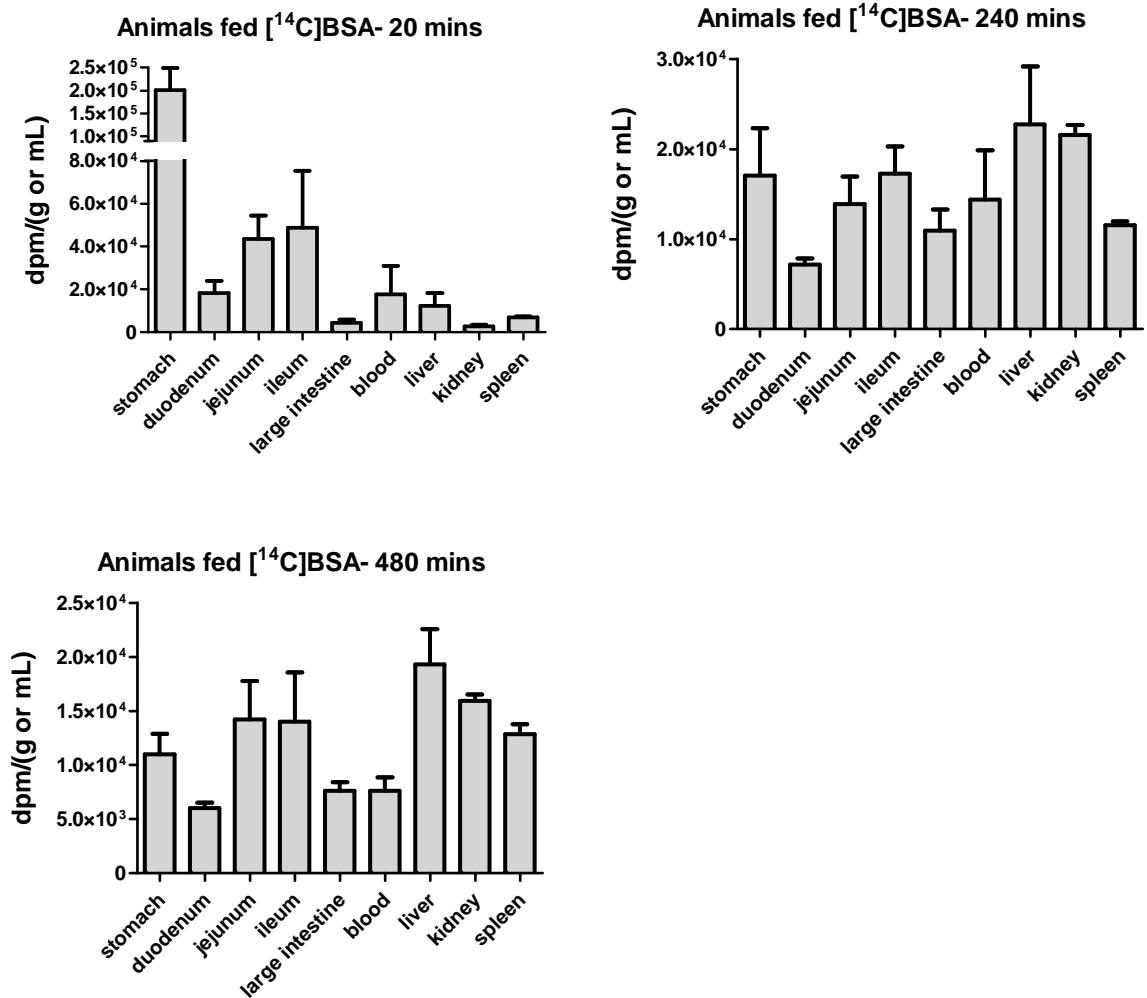 Animals fed [¹⁴C]BSA- 20 mins
dpm/(g or mL)
2.5×10⁵
2.0×10⁵
1.5×10⁵
1.0×10⁵
8.0×10⁴
6.0×10⁴
4.0×10⁴
2.0×10⁴
0
stomach
duodenum
jejunum
ileum
large intestine
blood
liver
kidney
spleen
Animals fed [¹⁴C]BSA- 240 mins
dpm/(g or mL)
3.0×10⁴
2.0×10⁴
1.0×10⁴
0
stomach
duodenum
jejunum
ileum
large intestine
blood
liver
kidney
spleen
Animals fed [¹⁴C]BSA- 480 mins
dpm/(g or mL)
2.5×10⁴
2.0×10⁴
1.5×10⁴
1.0×10⁴
5.0×10³
0
stomach
duodenum
jejunum
ileum
large intestine
blood
liver
kidney
spleen